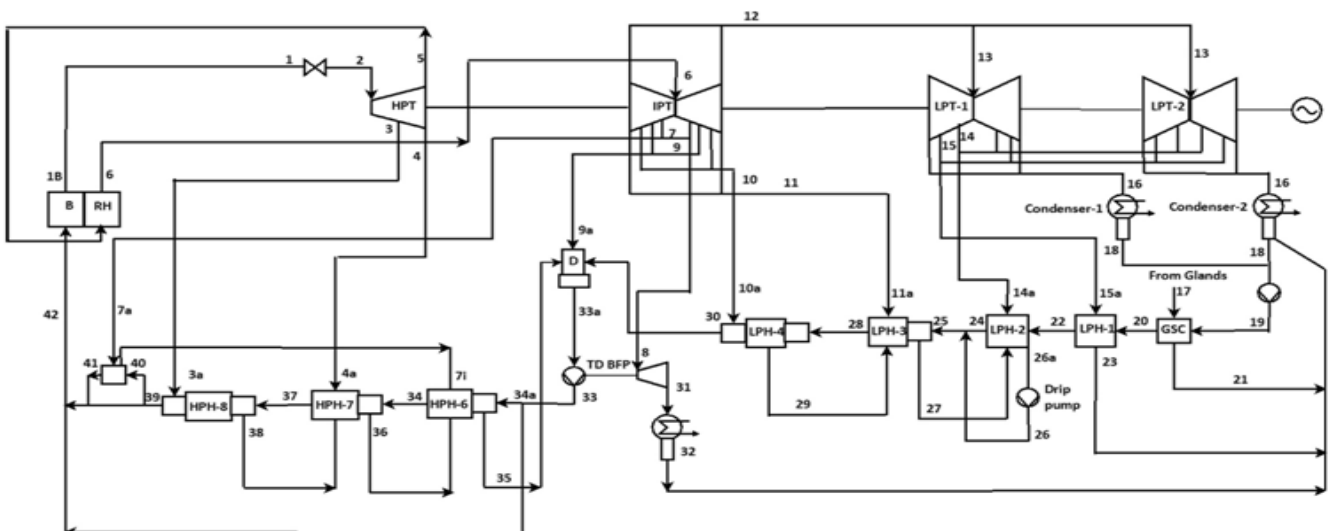 12
1
2
5
6
13
13
HPT
IPT
LPT-1
LPT-2
3
4
7
9
14
15
1B
6
B
RH
10
11
16
16
Condenser-1
Condenser-2
9a
D
18
18
From Glands
42
7a
33a
30
10a
11a
14a
15a
17
LPH-4
28
LPH-3
25
24
LPH-2
22
LPH-1
20
GSC
19
41
40
7i
TD BFP
8
26a
23
3a
4a
33
31
29
27
Drip
pump
21
39
HPH-8
37
HPH-7
34
HPH-6
34a
26
38
36
35
32